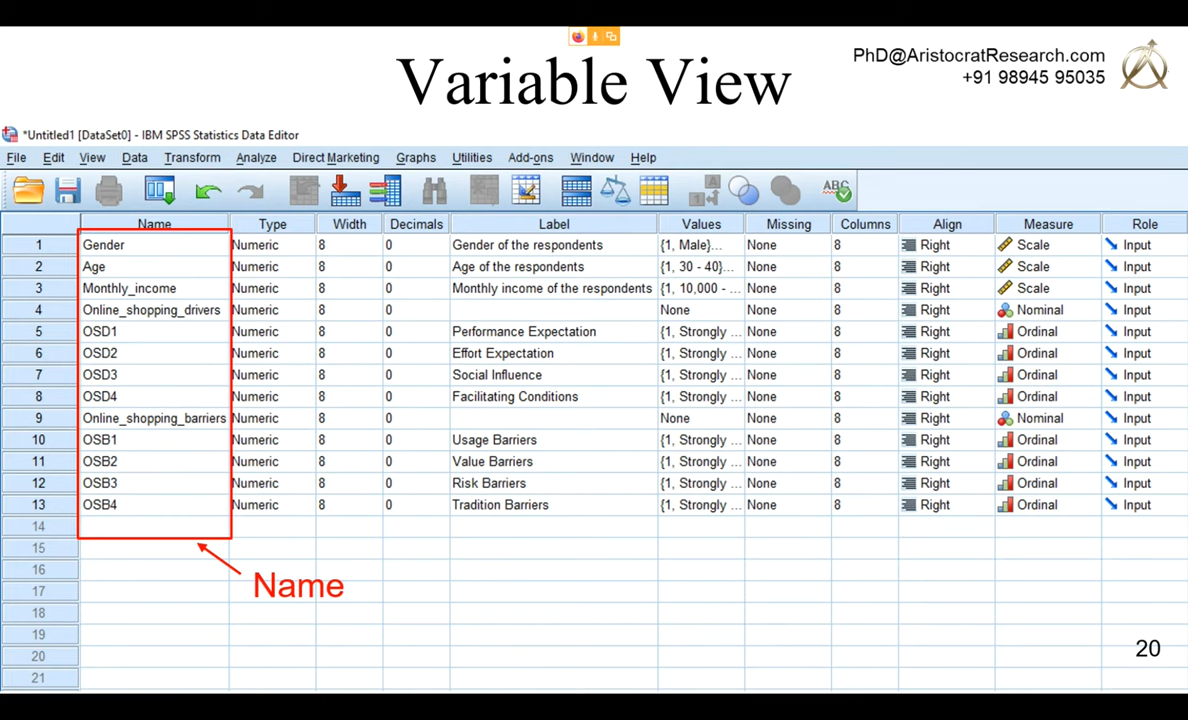 Variable View
PhD@AristocratResearch.com
+91 98945 95035
*Untitled1 [DataSet0] - IBM SPSS Statistics Data Editor
File Edit View Data Transform Analyze Direct Marketing Graphs Utilities Add-ons Window Help
A
1
ABC
Name Type Width Decimals Label Values Missing Columns Align Measure Role
1 Gender Numeric 8 0 Gender of the respondents {1, Male}... None 8 Right Scale Input
2 Age Numeric 8 0 Age of the respondents {1, 30 - 40}... None 8 Right Scale Input
3 Monthly_income Numeric 8 0 Monthly income of the respondents {1, 10,000 - ... None 8 Right Scale Input
4 Online_shopping_drivers Numeric 8 0 None None 8 Right Nominal Input
5 OSD1 Numeric 8 0 Performance Expectation {1, Strongly ... None 8 Right Ordinal Input
6 OSD2 Numeric 8 0 Effort Expectation {1, Strongly ... None 8 Right Ordinal Input
7 OSD3 Numeric 8 0 Social Influence {1, Strongly ... None 8 Right Ordinal Input
8 OSD4 Numeric 8 0 Facilitating Conditions {1, Strongly ... None 8 Right Ordinal Input
9 Online_shopping_barriers Numeric 8 0 None None 8 Right Nominal Input
10 OSB1 Numeric 8 0 Usage Barriers {1, Strongly ... None 8 Right Ordinal Input
11 OSB2 Numeric 8 0 Value Barriers {1, Strongly ... None 8 Right Ordinal Input
12 OSB3 Numeric 8 0 Risk Barriers {1, Strongly ... None 8 Right Ordinal Input
13 OSB4 Numeric 8 0 Tradition Barriers {1, Strongly ... None 8 Right Ordinal Input
14
15
16
Name
17
18
19
20
20
21